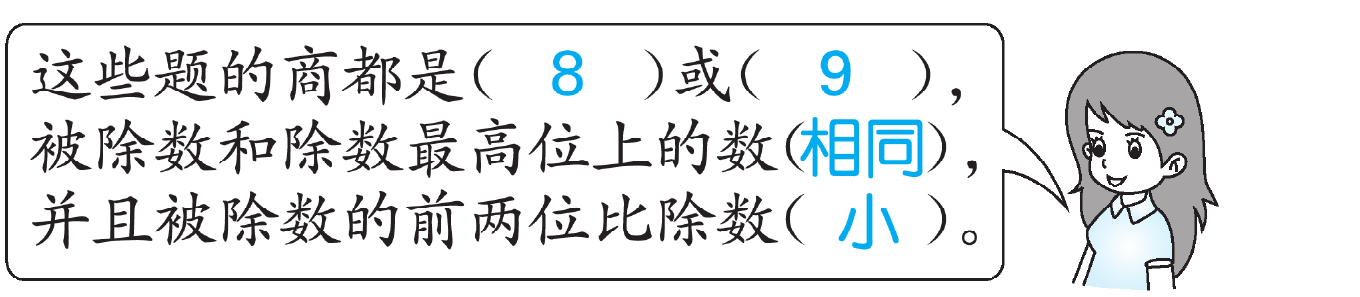 这些题的商都是( 8 )或( 9 ),
被除数和除数最高位上的数(相同),
并且被除数的前两位比除数( 小 )。